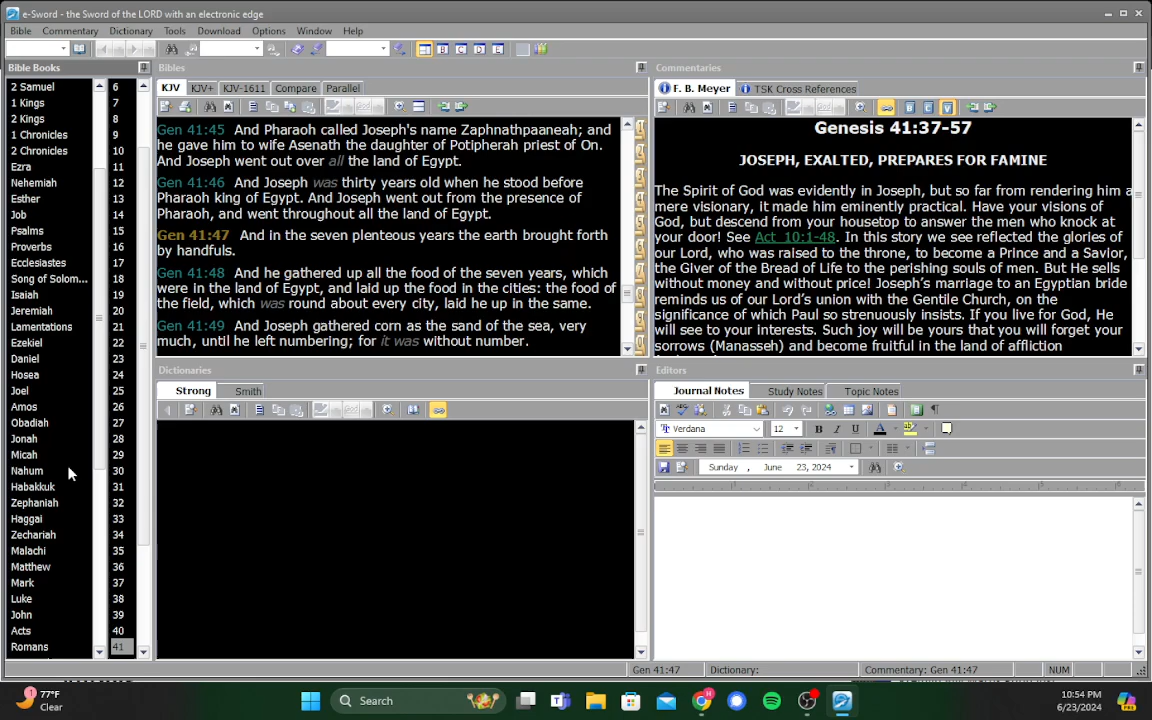 e-Sword - the Sword of the LORD with an electronic edge
Bible Commentary Dictionary Tools Download Options Window Help
Bible Books
2 Samuel
1 Kings
2 Kings
1 Chronicles
2 Chronicles
Ezra
Nehemiah
Esther
Job
Psalms
Proverbs
Ecclesiastes
Song of Solom...
Isaiah
Jeremiah
Lamentations
Ezekiel
Daniel
Hosea
Joel
Amos
Obadiah
Jonah
Micah
Nahum
Habakkuk
Zephaniah
Haggai
Zechariah
Malachi
Matthew
Mark
Luke
John
Acts
Romans
6
7
8
9
10
11
12
13
14
15
16
17
18
19
20
21
22
23
24
25
26
27
28
29
30
31
32
33
34
35
36
37
38
39
40
41
Bibles
KJV KJV+ KJV-1611 Compare Parallel
Gen 41:45 And Pharaoh called Joseph's name Zaphnathpaaneah; and
he gave him to wife Asenath the daughter of Potipherah priest of On.
And Joseph went out over all the land of Egypt.
Gen 41:46 And Joseph was thirty years old when he stood before
Pharaoh king of Egypt. And Joseph went out from the presence of
Pharaoh, and went throughout all the land of Egypt.
Gen 41:47 And in the seven plenteous years the earth brought forth
by handfuls.
Gen 41:48 And he gathered up all the food of the seven years, which
were in the land of Egypt, and laid up the food in the cities: the food of
the field, which was round about every city, laid he up in the same.
Gen 41:49 And Joseph gathered corn as the sand of the sea, very
much, until he left numbering; for it was without number.
Commentaries
F. B. Meyer TSK Cross References
B C V
Genesis 41:37-57
JOSEPH, EXALTED, PREPARES FOR FAMINE
The Spirit of God was evidently in Joseph, but so far from rendering him a
mere visionary, it made him eminently practical. Have your visions of
God, but descend from your housetop to answer the men who knock at
your door! See Act_10:1-48. In this story we see reflected the glories of
our Lord, who was raised to the throne, to become a Prince and a Savior,
the Giver of the Bread of Life to the perishing souls of men. But He sells
without money and without price! Joseph's marriage to an Egyptian bride
reminds us of our Lord's union with the Gentile Church, on the
significance of which Paul so strenuously insists. If you live for God, He
will see to your interests. Such joy will be yours that you will forget your
sorrows (Manasseh) and become fruitful in the land of affliction
Dictionaries
Strong Smith
Editors
Journal Notes Study Notes Topic Notes
Verdana 12 B I U A
Sunday , June 23, 2024
Gen 41:47 Dictionary: Commentary: Gen 41:47 NUM
77°F
Clear
Search
10:54 PM
6/23/2024